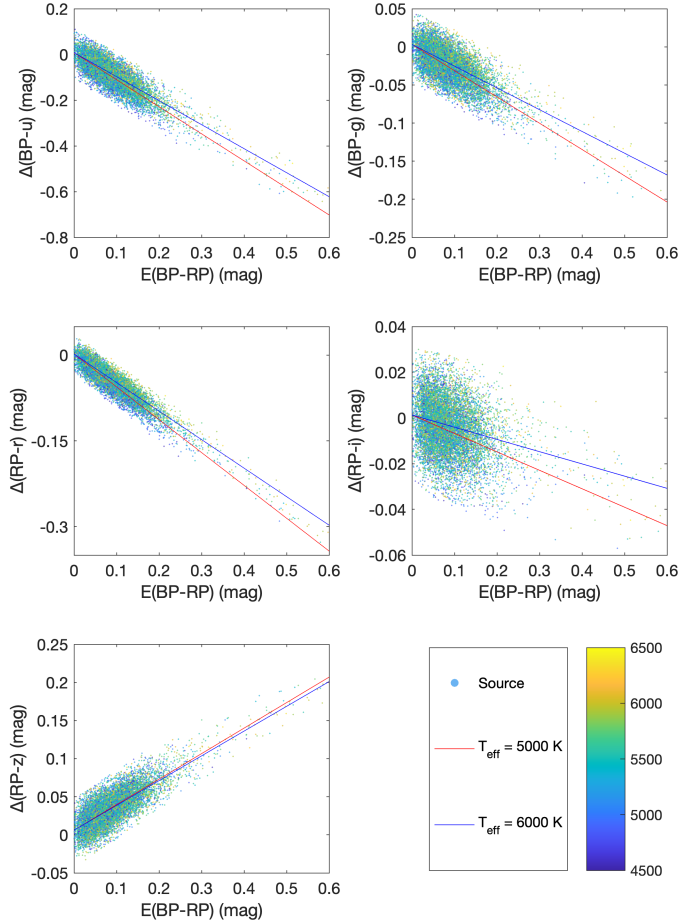 0.2
0
-0.2
-0.4
-0.6
-0.8
Δ(BP-u) (mag)
0 0.1 0.2 0.3 0.4 0.5 0.6
E(BP-RP) (mag)
0
-0.05
-0.1
-0.15
-0.2
-0.25
Δ(BP-g) (mag)
0 0.1 0.2 0.3 0.4 0.5 0.6
E(BP-RP) (mag)
0
-0.15
-0.3
Δ(RP-r) (mag)
0 0.1 0.2 0.3 0.4 0.5 0.6
E(BP-RP) (mag)
0.04
0.02
0
-0.02
-0.04
-0.06
Δ(RP-i) (mag)
0 0.1 0.2 0.3 0.4 0.5 0.6
E(BP-RP) (mag)
0.25
0.2
0.15
0.1
0.05
0
-0.05
Δ(RP-z) (mag)
0 0.1 0.2 0.3 0.4 0.5 0.6
E(BP-RP) (mag)
Source
T_eff = 5000 K
T_eff = 6000 K
6500
6000
5500
5000
4500